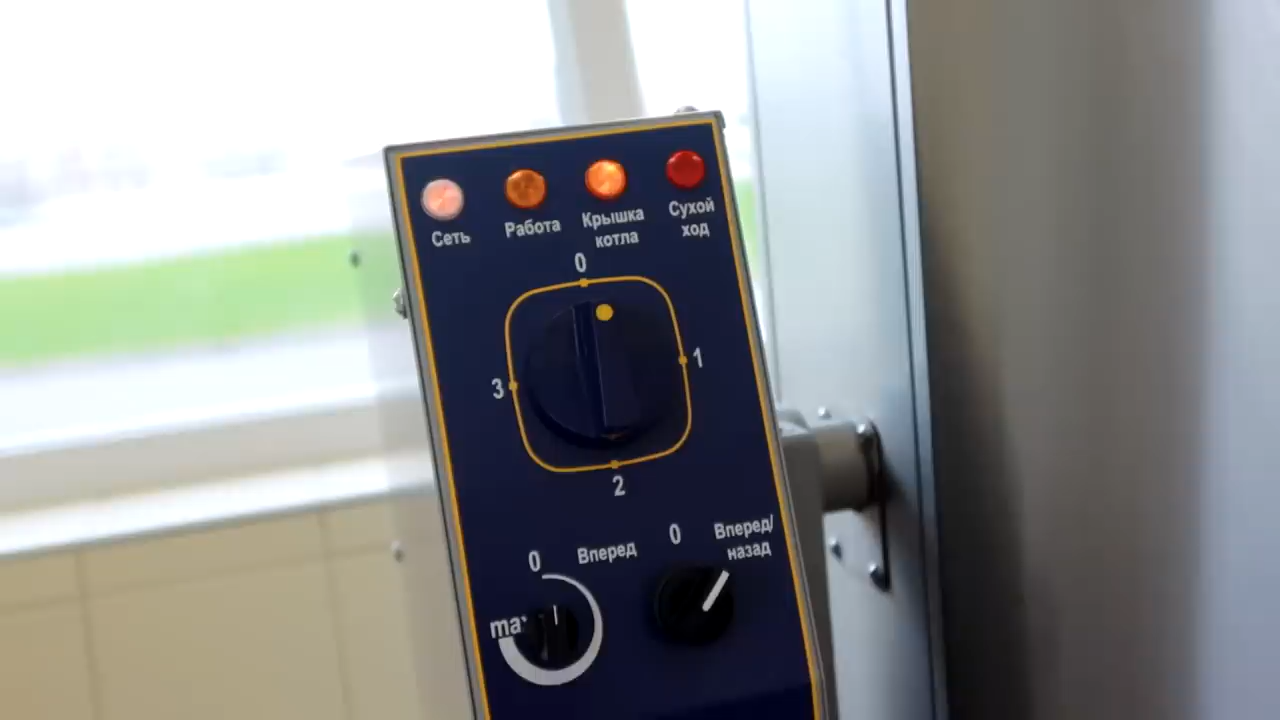 Сеть
Работа
Крышка
котла
Сухой
ход
0
1
2
3
0
Вперед
0
Вперед/
назад